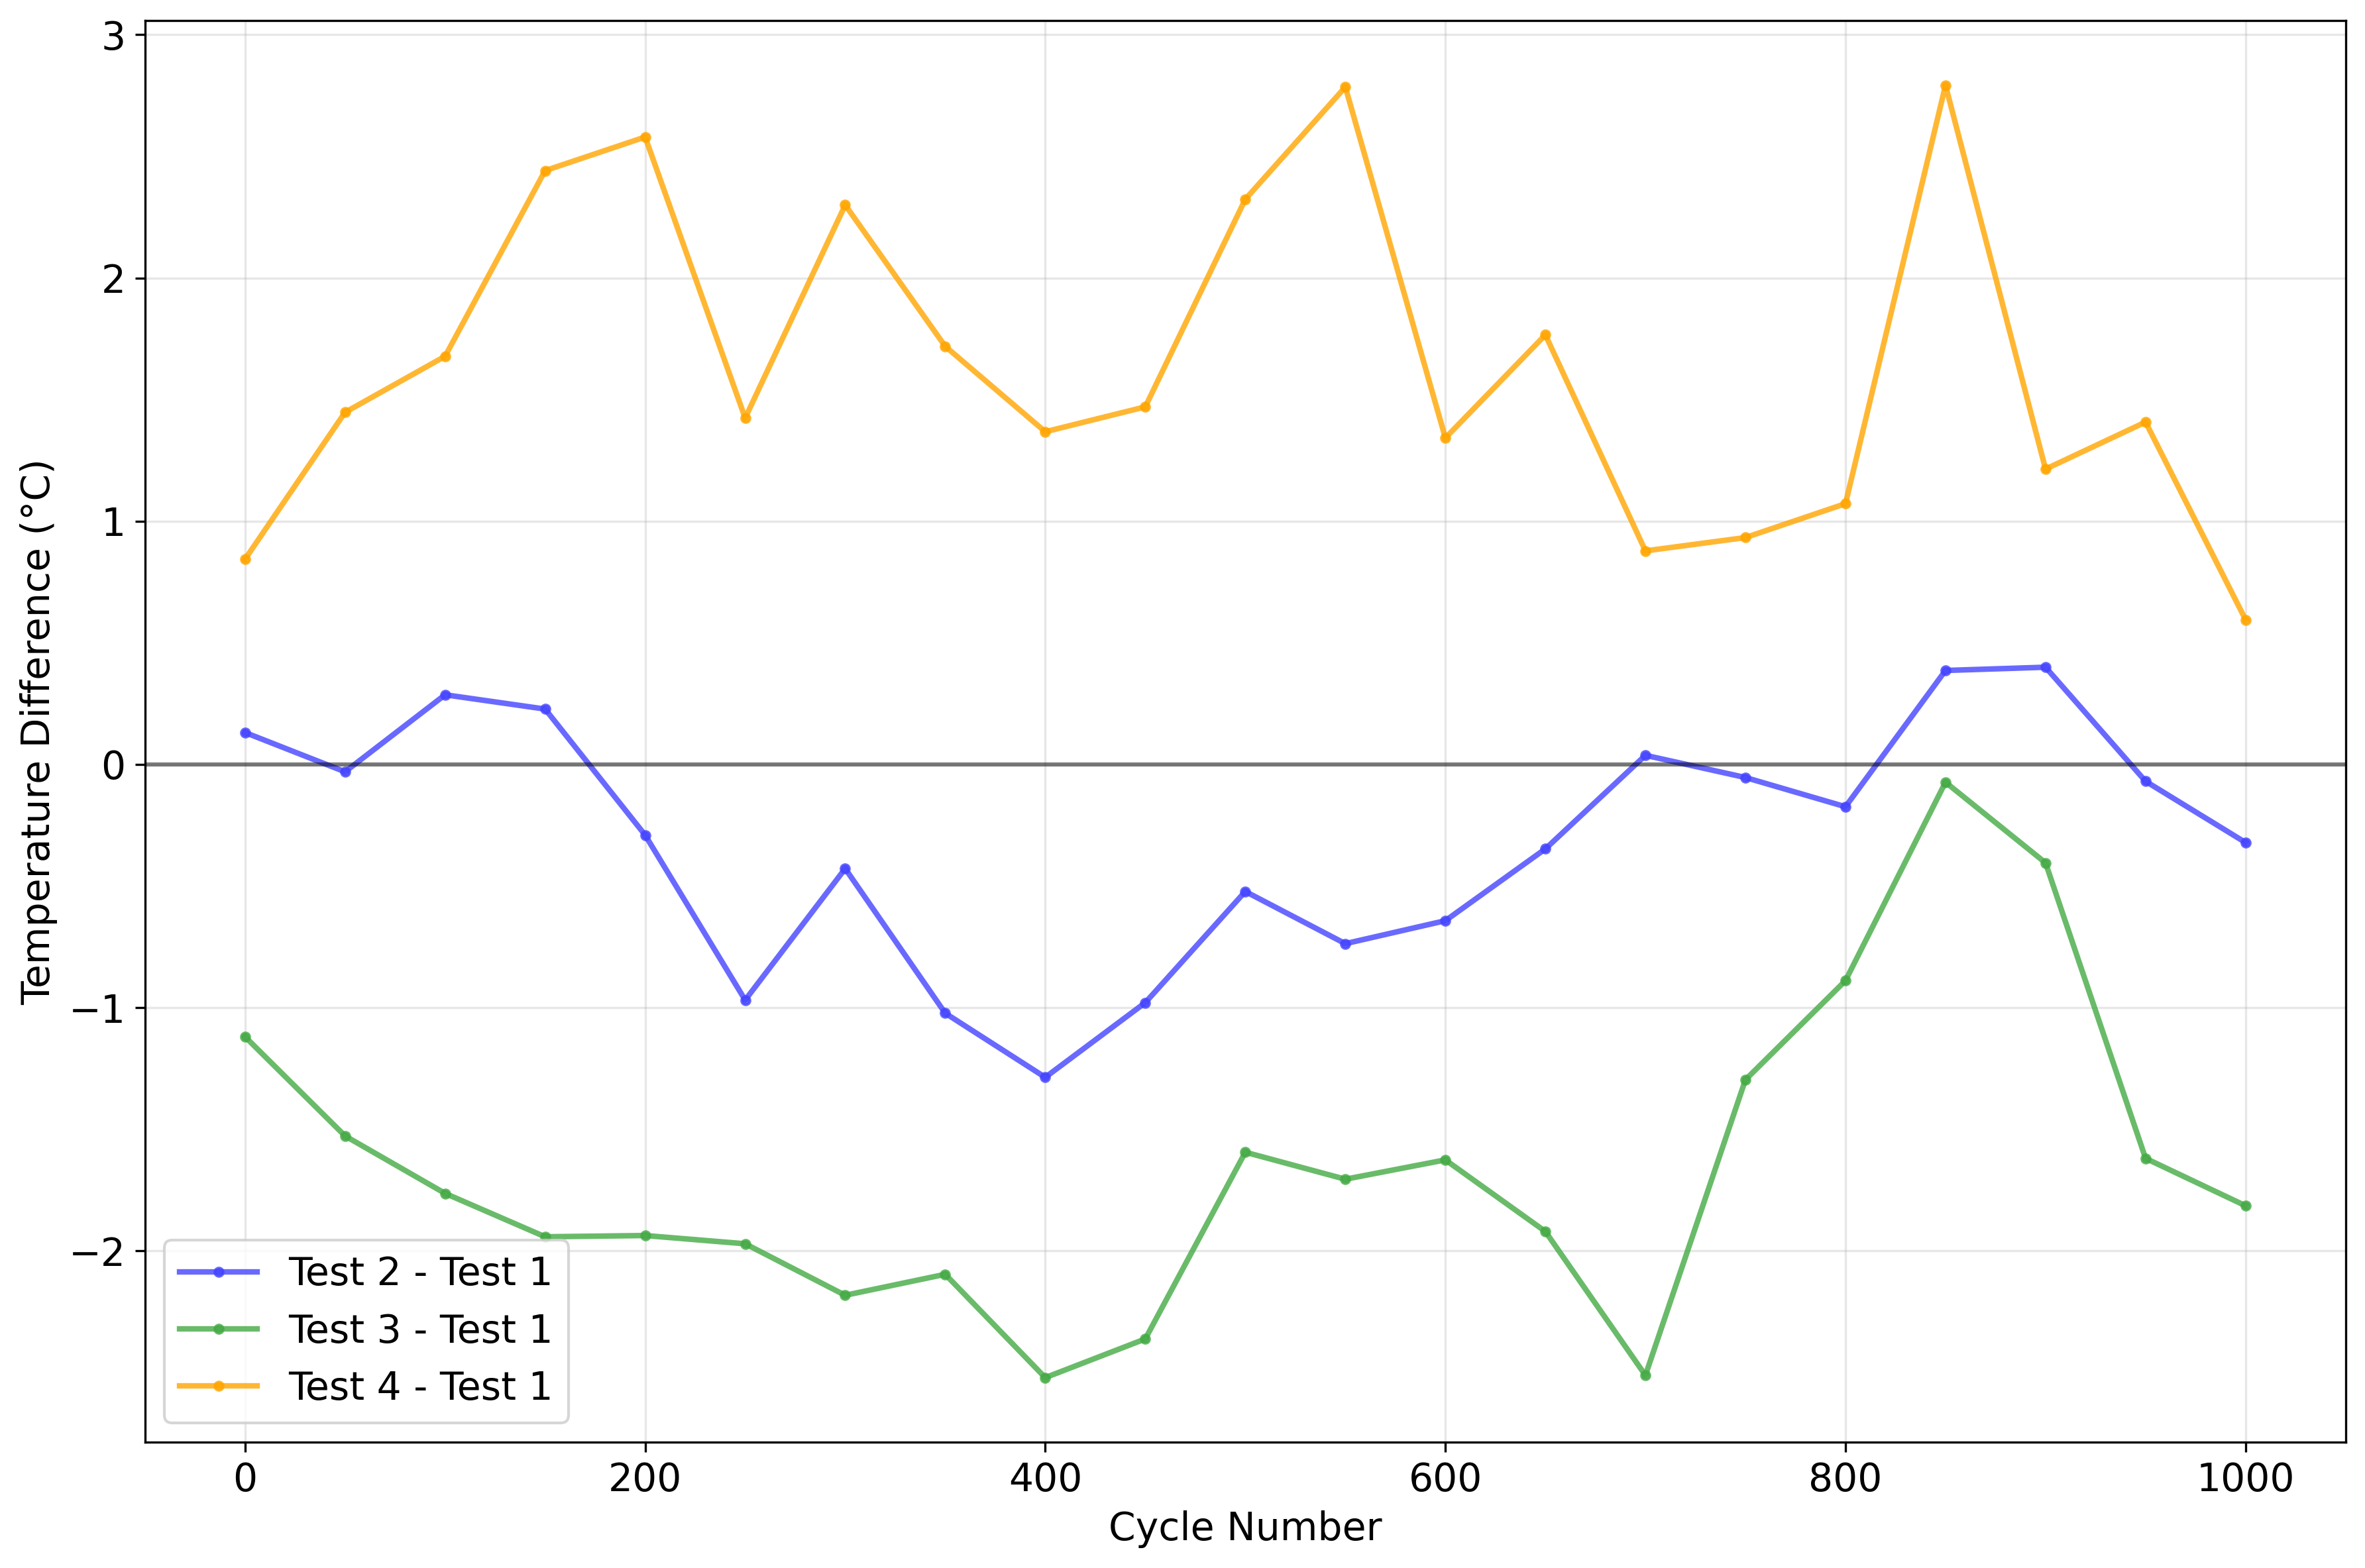 3
2
1
0
−1
−2
Temperature Difference (°C)
Test 2 - Test 1
Test 3 - Test 1
Test 4 - Test 1
0 200 400 600 800 1000
Cycle Number